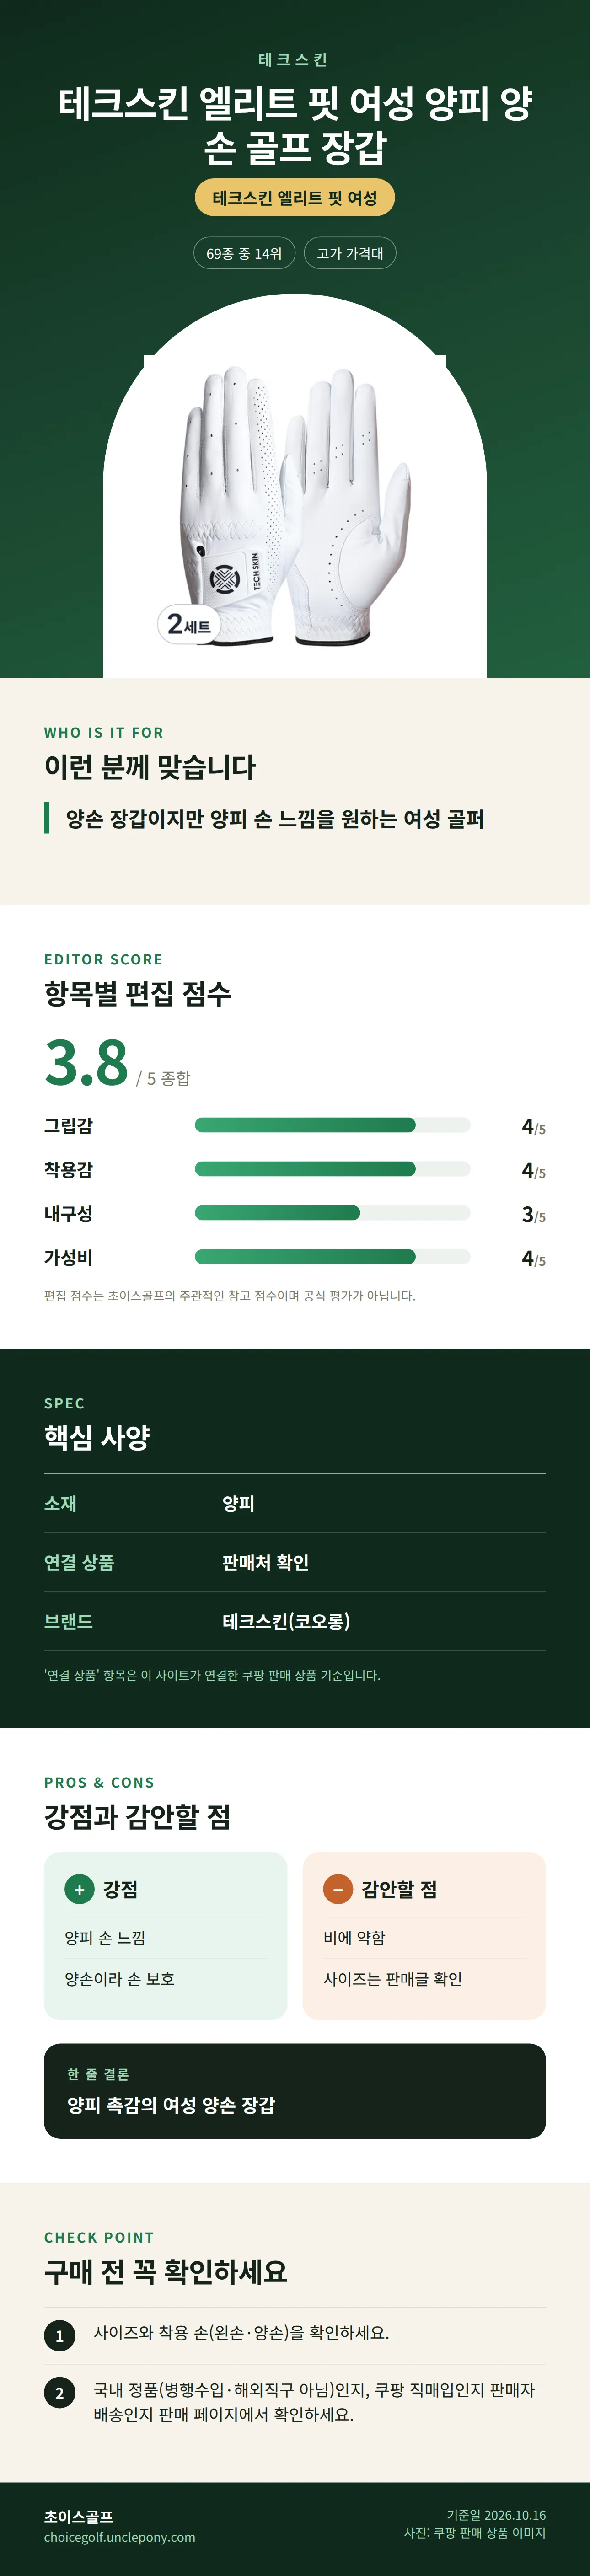 테크스킨
테크스킨 엘리트 핏 여성 양피 양
손 골프 장갑
테크스킨 엘리트 핏 여성
69종 중 14위
고가 가격대
TECH SKIN
2세트
WHO IS IT FOR
이런 분께 맞습니다
양손 장갑이지만 양피 손 느낌을 원하는 여성 골퍼
EDITOR SCORE
항목별 편집 점수
3.8 / 5 종합
그립감 4/5
착용감 4/5
내구성 3/5
가성비 4/5
편집 점수는 초이스골프의 주관적인 참고 점수이며 공식 평가가 아닙니다.
SPEC
핵심 사양
소재 양피
연결 상품 판매처 확인
브랜드 테크스킨(코오롱)
'연결 상품' 항목은 이 사이트가 연결한 쿠팡 판매 상품 기준입니다.
PROS & CONS
강점과 감안할 점
+ 강점
양피 손 느낌
양손이라 손 보호
− 감안할 점
비에 약함
사이즈는 판매글 확인
한 줄 결론
양피 촉감의 여성 양손 장갑
CHECK POINT
구매 전 꼭 확인하세요
1 사이즈와 착용 손(왼손·양손)을 확인하세요.
2 국내 정품(병행수입·해외직구 아님)인지, 쿠팡 직매입인지 판매자
배송인지 판매 페이지에서 확인하세요.
초이스골프
choicegolf.unclepony.com
기준일 2026.10.16
사진: 쿠팡 판매 상품 이미지